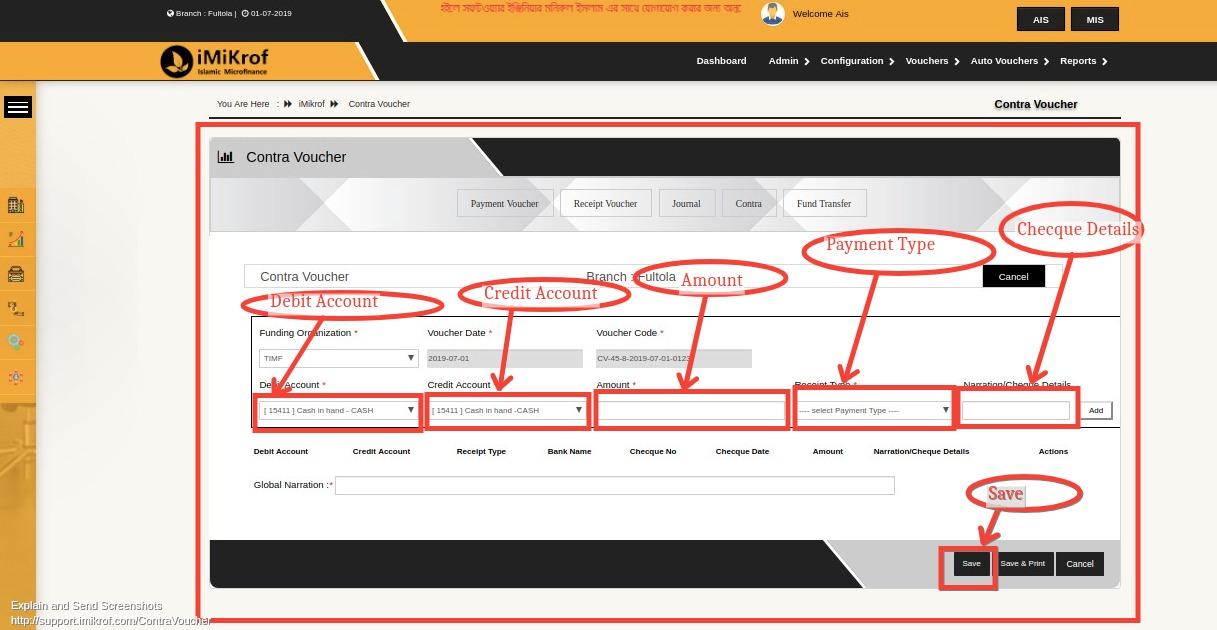 Branch : Fultola | 01-07-2019
হইলে সফটওয়্যার ইঞ্জিনিয়ার মনিরুল ইসলাম এর সাথে যোগাযোগ করার জন্য
Welcome Ais
AIS MIS
iMiKrof
Islamic Microfinance
Dashboard Admin Configuration Vouchers Auto Vouchers Reports
You Are Here : iMikrof Contra Voucher
Contra Voucher
Contra Voucher
Payment Voucher Receipt Voucher Journal Contra Fund Transfer
Checque Details
Payment Type
Contra Voucher Branch : Fultola Cancel
Amount
Credit Account
Debit Account
Funding Organization * Voucher Date * Voucher Code *
TIMF 2019-07-01 CV-45-8-2019-07-01-0123
Debit Account * Credit Account Amount * Receipt Type * Narration/Cheque Details
[ 15411 ] Cash in hand - CASH [ 15411 ] Cash in hand -CASH ---- select Payment Type ---- Add
Debit Account Credit Account Receipt Type Bank Name Checque No Checque Date Amount Narration/Cheque Details Actions
Global Narration :*
Save
Save Save & Print Cancel
Explain and Send Screenshots
http://support.imikrof.com/ContraVoucher